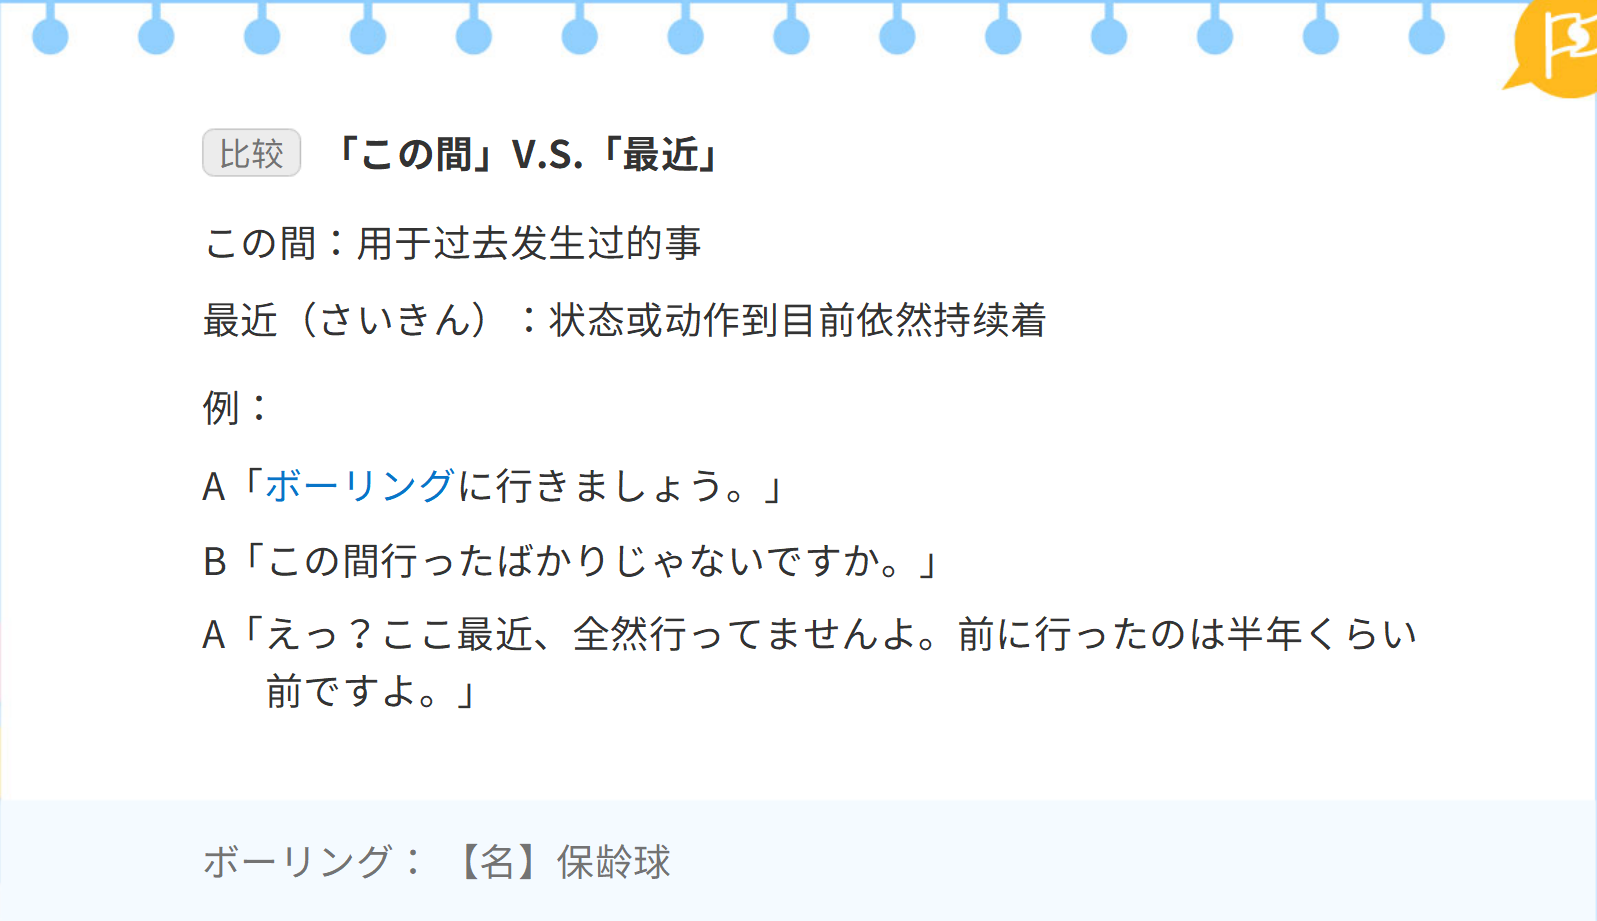 比较 「この間」V.S.「最近」
この間：用于过去发生过的事
最近（さいきん）：状态或动作到目前依然持续着
例：
A「ボーリングに行きましょう。」
B「この間行ったばかりじゃないですか。」
A「えっ？ここ最近、全然行ってませんよ。前に行ったのは半年くらい
前ですよ。」
ボーリング：【名】保龄球